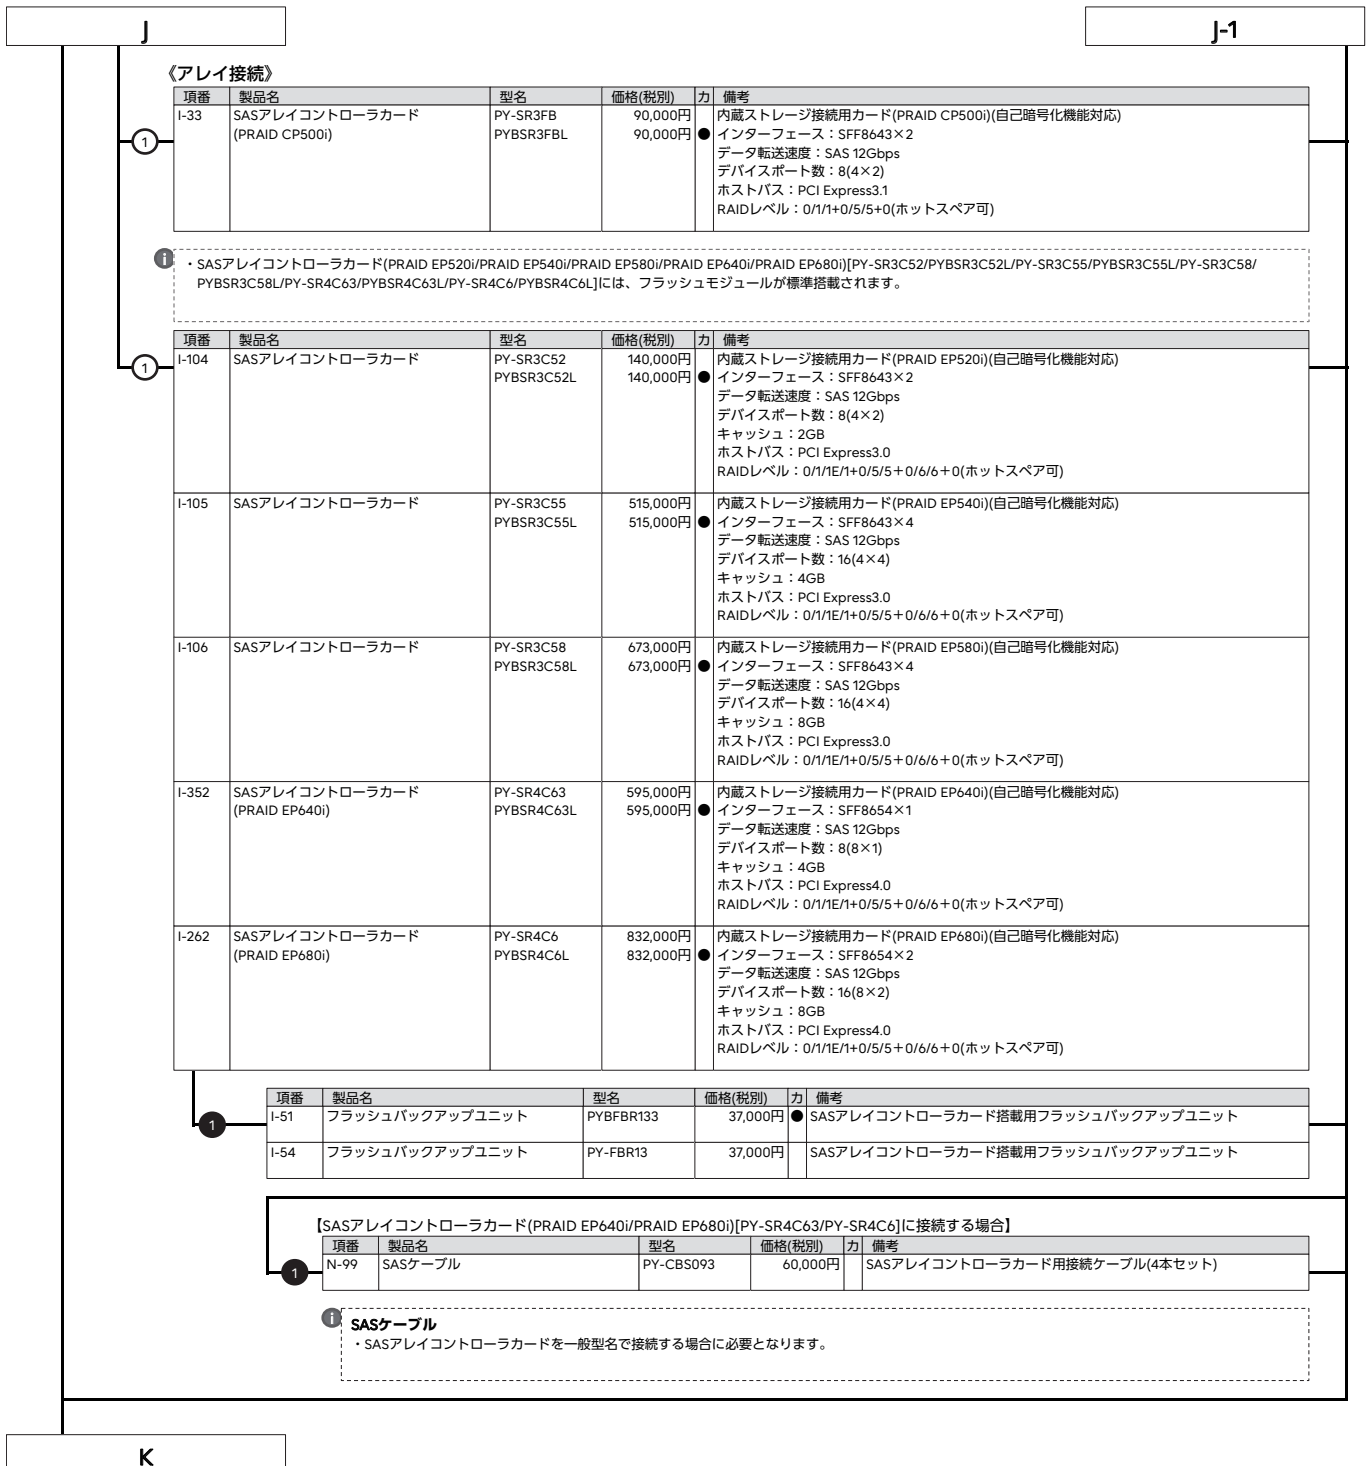 J
J-1
《アレイ接続》
項番 製品名 型名 価格(税別) カ 備考
I-33 SASアレイコントローラカード PY-SR3FB 90,000円 内蔵ストレージ接続用カード(PRAID CP500i)(自己暗号化機能対応)
1 (PRAID CP500i) PYBSR3FBL 90,000円 ● インターフェース：SFF8643×2
データ転送速度：SAS 12Gbps
デバイスポート数：8(4×2)
ホストバス：PCI Express3.1
RAIDレベル：0/1/1+0/5/5+0(ホットスペア可)
i ・SASアレイコントローラカード(PRAID EP520i/PRAID EP540i/PRAID EP580i/PRAID EP640i/PRAID EP680i)[PY-SR3C52/PYBSR3C52L/PY-SR3C55/PYBSR3C55L/PY-SR3C58/
PYBSR3C58L/PY-SR4C63/PYBSR4C63L/PY-SR4C6/PYBSR4C6L]には、フラッシュモジュールが標準搭載されます。
項番 製品名 型名 価格(税別) カ 備考
1 I-104 SASアレイコントローラカード PY-SR3C52 140,000円 内蔵ストレージ接続用カード(PRAID EP520i)(自己暗号化機能対応)
PYBSR3C52L 140,000円 ● インターフェース：SFF8643×2
データ転送速度：SAS 12Gbps
デバイスポート数：8(4×2)
キャッシュ：2GB
ホストバス：PCI Express3.0
RAIDレベル：0/1/1E/1+0/5/5＋0/6/6＋0(ホットスペア可)
I-105 SASアレイコントローラカード PY-SR3C55 515,000円 内蔵ストレージ接続用カード(PRAID EP540i)(自己暗号化機能対応)
PYBSR3C55L 515,000円 ● インターフェース：SFF8643×4
データ転送速度：SAS 12Gbps
デバイスポート数：16(4×4)
キャッシュ：4GB
ホストバス：PCI Express3.0
RAIDレベル：0/1/1E/1+0/5/5＋0/6/6＋0(ホットスペア可)
I-106 SASアレイコントローラカード PY-SR3C58 673,000円 内蔵ストレージ接続用カード(PRAID EP580i)(自己暗号化機能対応)
PYBSR3C58L 673,000円 ● インターフェース：SFF8643×4
データ転送速度：SAS 12Gbps
デバイスポート数：16(4×4)
キャッシュ：8GB
ホストバス：PCI Express3.0
RAIDレベル：0/1/1E/1+0/5/5＋0/6/6＋0(ホットスペア可)
I-352 SASアレイコントローラカード PY-SR4C63 595,000円 内蔵ストレージ接続用カード(PRAID EP640i)(自己暗号化機能対応)
(PRAID EP640i) PYBSR4C63L 595,000円 ● インターフェース：SFF8654×1
データ転送速度：SAS 12Gbps
デバイスポート数：8(8×1)
キャッシュ：4GB
ホストバス：PCI Express4.0
RAIDレベル：0/1/1E/1+0/5/5＋0/6/6＋0(ホットスペア可)
I-262 SASアレイコントローラカード PY-SR4C6 832,000円 内蔵ストレージ接続用カード(PRAID EP680i)(自己暗号化機能対応)
(PRAID EP680i) PYBSR4C6L 832,000円 ● インターフェース：SFF8654×2
データ転送速度：SAS 12Gbps
デバイスポート数：16(8×2)
キャッシュ：8GB
ホストバス：PCI Express4.0
RAIDレベル：0/1/1E/1+0/5/5＋0/6/6＋0(ホットスペア可)
項番 製品名 型名 価格(税別) カ 備考
1 I-51 フラッシュバックアップユニット PYBFBR133 37,000円 ● SASアレイコントローラカード搭載用フラッシュバックアップユニット
I-54 フラッシュバックアップユニット PY-FBR13 37,000円 SASアレイコントローラカード搭載用フラッシュバックアップユニット
【SASアレイコントローラカード(PRAID EP640i/PRAID EP680i)[PY-SR4C63/PY-SR4C6]に接続する場合】
項番 製品名 型名 価格(税別) カ 備考
1 N-99 SASケーブル PY-CBS093 60,000円 SASアレイコントローラカード用接続ケーブル(4本セット)
i SASケーブル
・SASアレイコントローラカードを一般型名で接続する場合に必要となります。
K